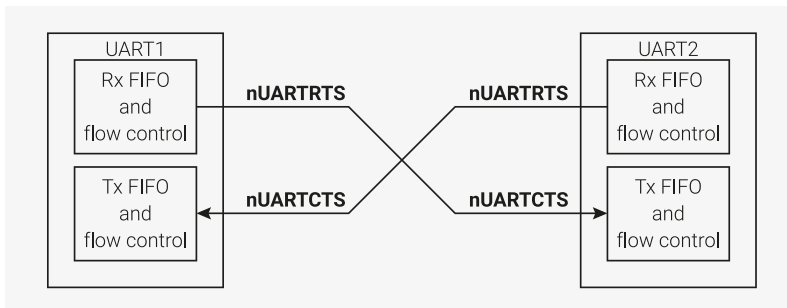 UART1
Rx FIFO
and
flow control
Tx FIFO
and
flow control
nUARTRTS
nUARTCTS
nUARTRTS
nUARTCTS
UART2
Rx FIFO
and
flow control
Tx FIFO
and
flow control